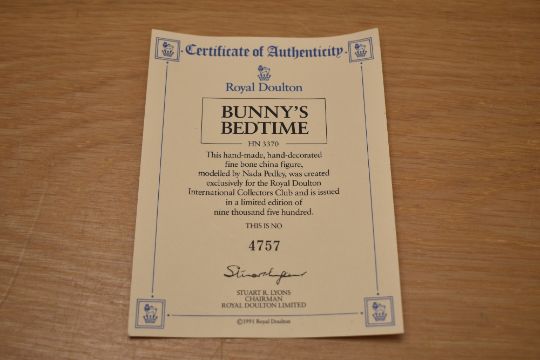 Certificate of Authenticity
Royal Doulton
BUNNY'S
BEDTIME
HN 3370
This hand-made, hand-decorated
fine bone china figure,
modelled by Nada Pedley, was created
exclusively for the Royal Doulton
International Collectors Club and is issued
in a limited edition of
nine thousand five hundred.
THIS IS NO
4757
STUART R. LYONS
CHAIRMAN
ROYAL DOULTON LIMITED
©1991 Royal Doulton